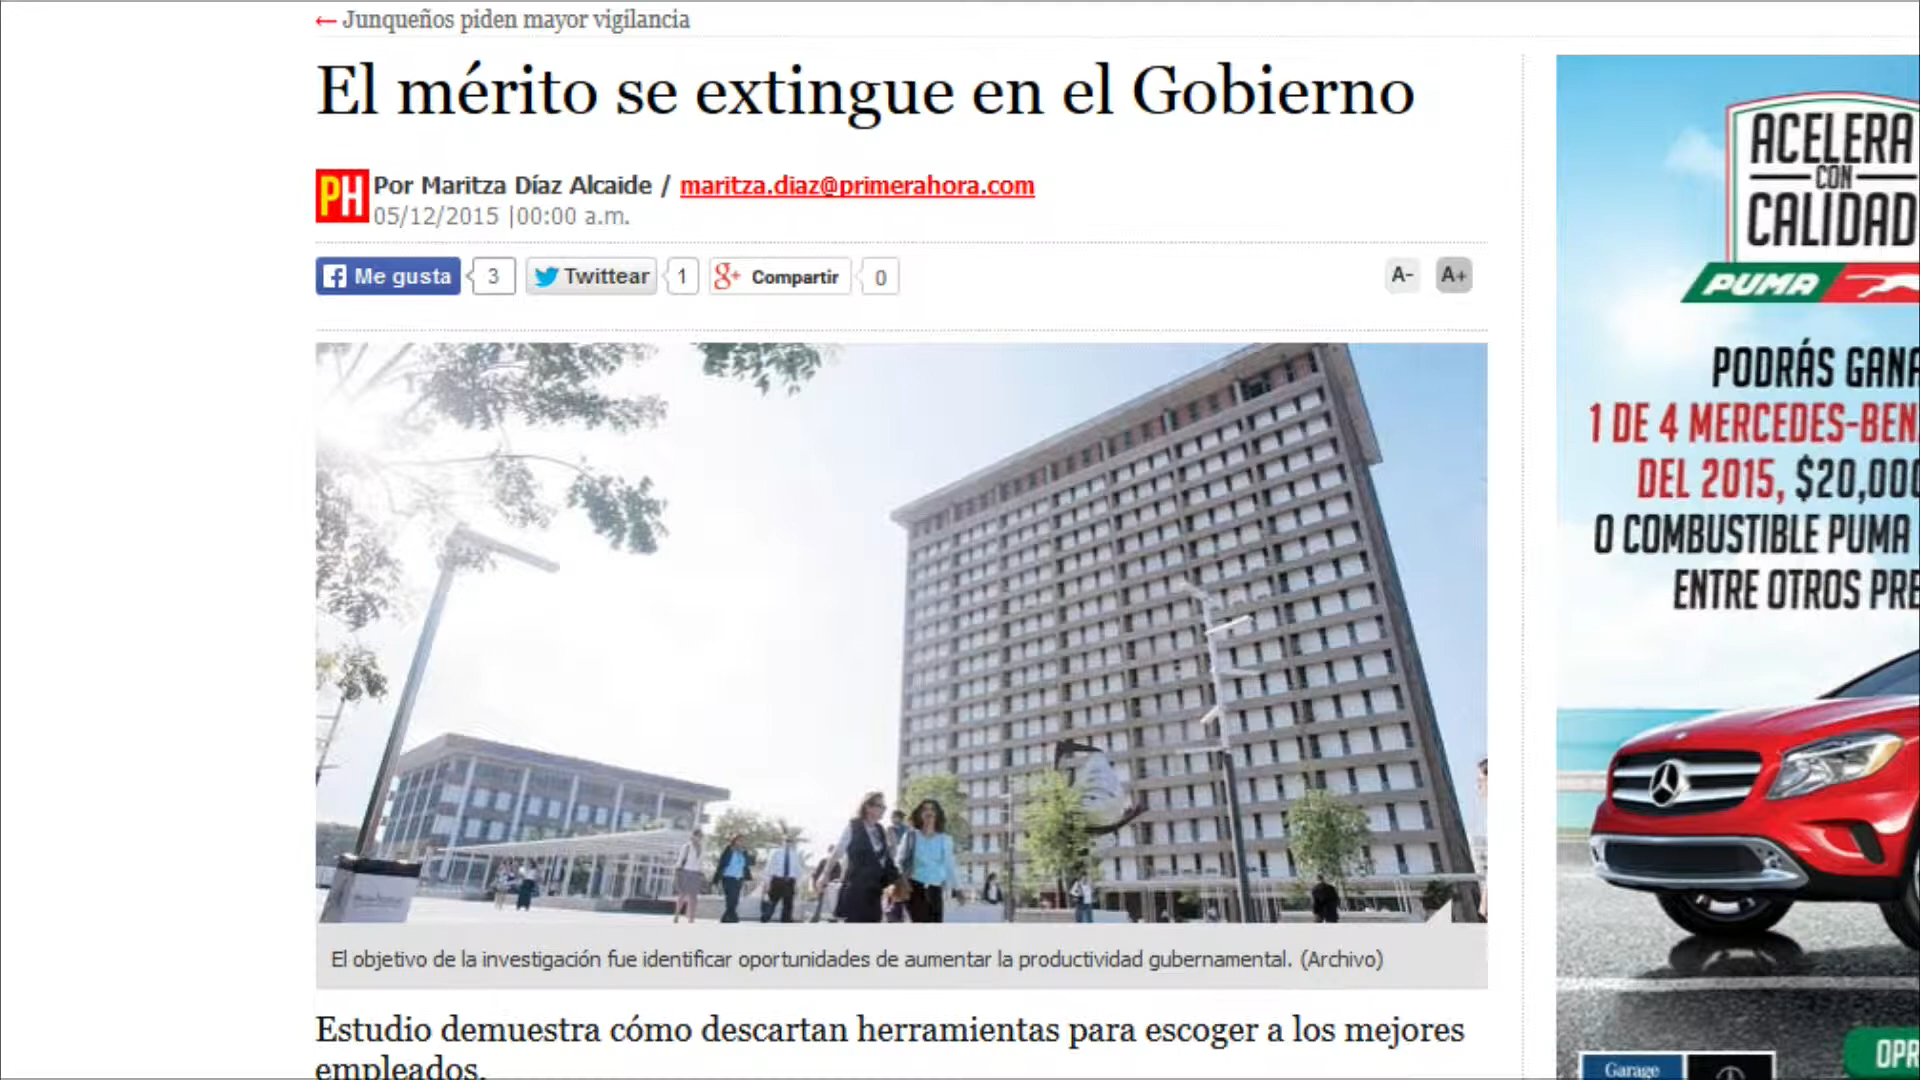 ← Junqueños piden mayor vigilancia
El mérito se extingue en el Gobierno
PH
Por Maritza Díaz Alcaide / maritza.diaz@primerahora.com
05/12/2015 |00:00 a.m.
Me gusta 3 Twittear 1 Compartir 0 A- A+
El objetivo de la investigación fue identificar oportunidades de aumentar la productividad gubernamental. (Archivo)
Estudio demuestra cómo descartan herramientas para escoger a los mejores
empleados.
ACELERA
CON
CALIDAD
PUMA
PODRÁS GANA
1 DE 4 MERCEDES-BEN
DEL 2015, $20,000
O COMBUSTIBLE PUMA
ENTRE OTROS PRE
Garage
OPR